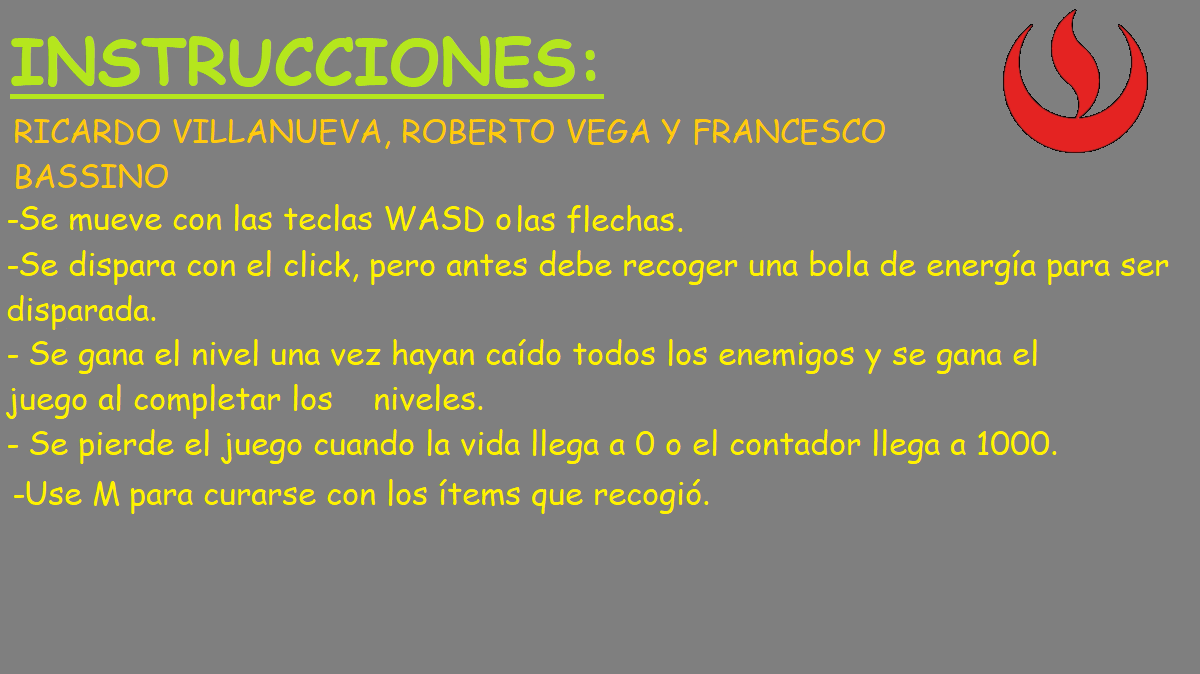 INSTRUCCIONES:
RICARDO VILLANUEVA, ROBERTO VEGA Y FRANCESCO
BASSINO
-Se mueve con las teclas WASD o las flechas.
-Se dispara con el click, pero antes debe recoger una bola de energía para ser
disparada.
- Se gana el nivel una vez hayan caído todos los enemigos y se gana el
juego al completar los niveles.
- Se pierde el juego cuando la vida llega a 0 o el contador llega a 1000.
-Use M para curarse con los ítems que recogió.